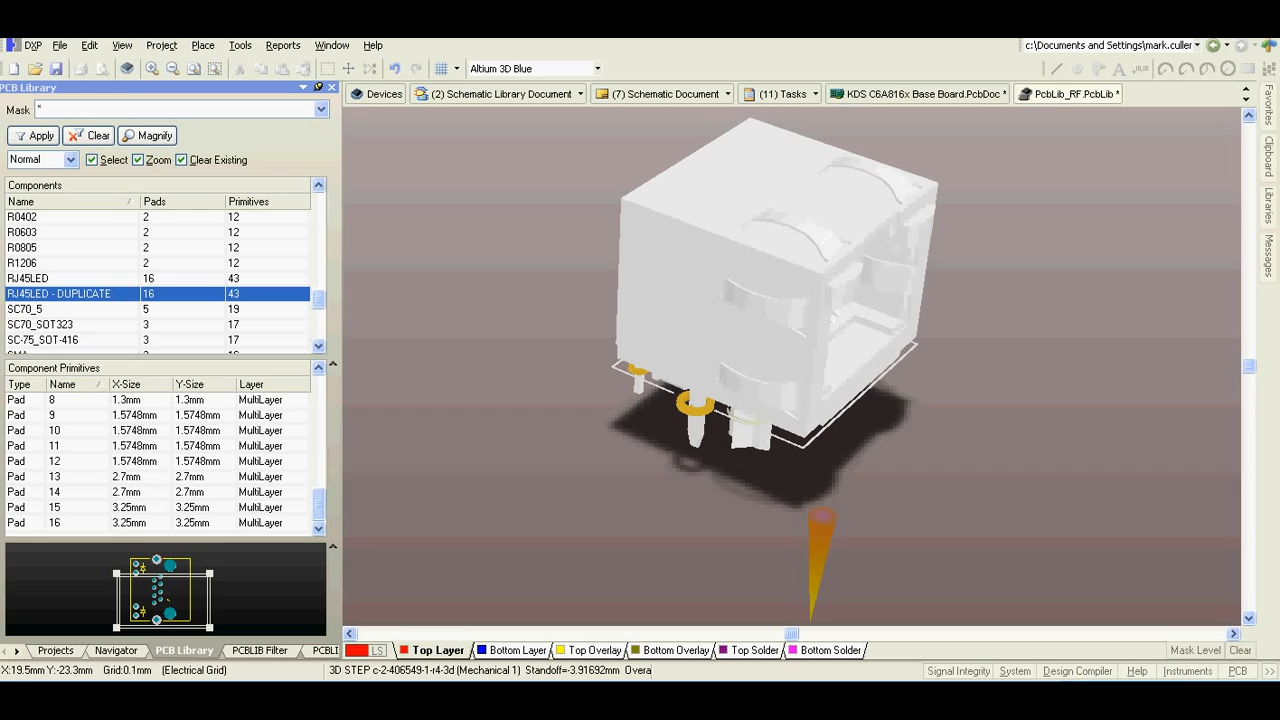 DXP File Edit View Project Place Tools Reports Window Help c:\Documents and Settings\mark.culler
Altium 3D Blue
PCB Library
Devices (2) Schematic Library Document (7) Schematic Document (11) Tasks KDS C6A816x Base Board.PcbDoc * PcbLib_RF.PcbLib *
Mask *
Apply Clear Magnify
Normal Select Zoom Clear Existing
Components
Name Pads Primitives
R0402 2 12
R0603 2 12
R0805 2 12
R1206 2 12
RJ45LED 16 43
RJ45LED - DUPLICATE 16 43
SC70_5 5 19
SC70_SOT323 3 17
SC-75_SOT-416 3 17
Component Primitives
Type Name X-Size Y-Size Layer
Pad 8 1.3mm 1.3mm MultiLayer
Pad 9 1.5748mm 1.5748mm MultiLayer
Pad 10 1.5748mm 1.5748mm MultiLayer
Pad 11 1.5748mm 1.5748mm MultiLayer
Pad 12 1.5748mm 1.5748mm MultiLayer
Pad 13 2.7mm 2.7mm MultiLayer
Pad 14 2.7mm 2.7mm MultiLayer
Pad 15 3.25mm 3.25mm MultiLayer
Pad 16 3.25mm 3.25mm MultiLayer
Favorites
Clipboard
Libraries
Messages
Projects Navigator PCB Library PCBLIB Filter PCBLI LS Top Layer Bottom Layer Top Overlay Bottom Overlay Top Solder Bottom Solder Mask Level Clear
X:19.5mm Y:-23.3mm Grid:0.1mm (Electrical Grid) 3D STEP c-2-406549-1-r4-3d (Mechanical 1) Standoff=-3.91692mm Overa Signal Integrity System Design Compiler Help Instruments PCB >>